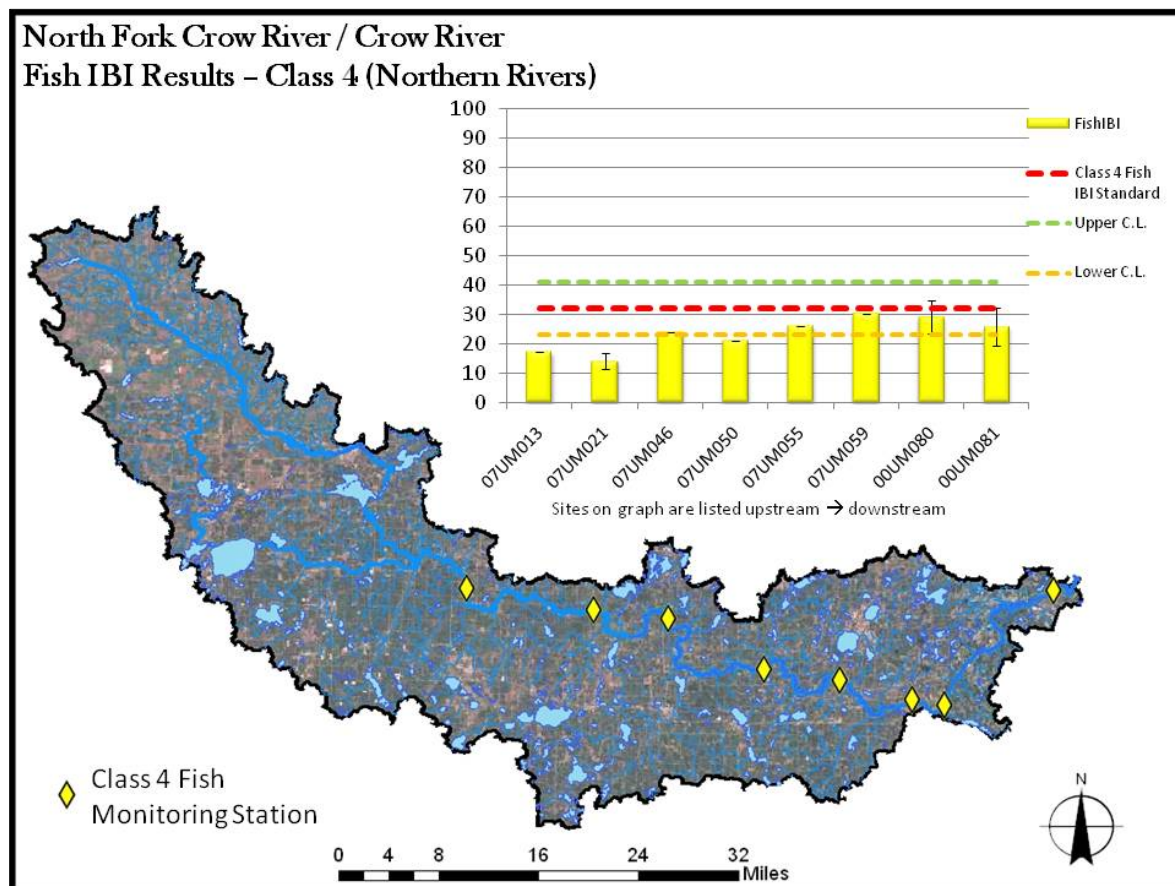 North Fork Crow River / Crow River
Fish IBI Results – Class 4 (Northern Rivers)
100
90
80
70
60
50
40
30
20
10
0
FishIBI
Class 4 Fish
IBI Standard
Upper C.L.
Lower C.L.
07UM013
07UM021
07UM046
07UM050
07UM055
07UM059
00UM080
00UM081
Sites on graph are listed upstream → downstream
Class 4 Fish
Monitoring Station
0 4 8 16 24 32
Miles
N